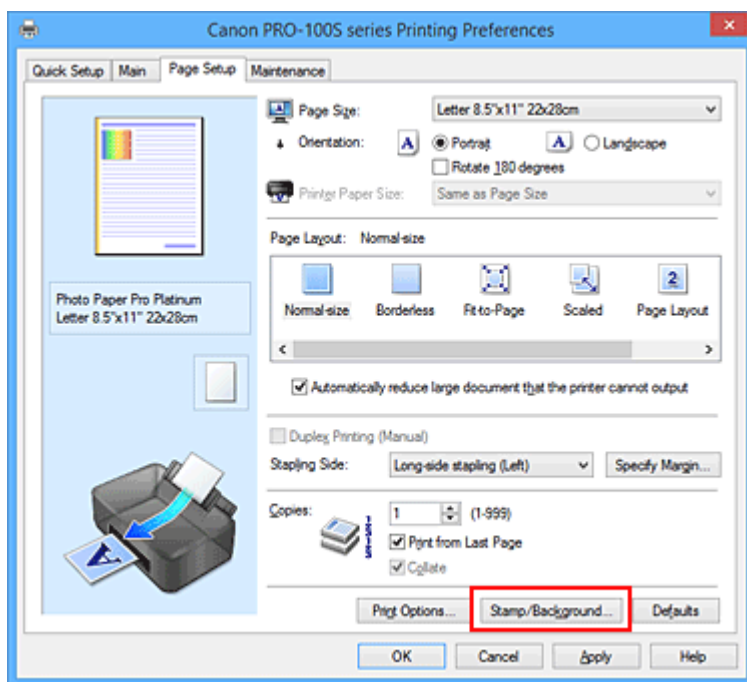 Canon PRO-100S series Printing Preferences
Quick Setup Main Page Setup Maintenance
Page Size: Letter 8.5"x11" 22x28cm
Orientation: A Portrait A Landscape
Rotate 180 degrees
Printer Paper Size: Same as Page Size
Page Layout: Normal-size
2
Normal-size Borderless Fit-to-Page Scaled Page Layout
Photo Paper Pro Platinum
Letter 8.5"x11" 22x28cm
Automatically reduce large document that the printer cannot output
Duplex Printing (Manual)
Stapling Side: Long-side stapling (Left) Specify Margin...
Copies: 1 (1-999)
Print from Last Page
Collate
A
Print Options... Stamp/Background... Defaults
OK Cancel Apply Help